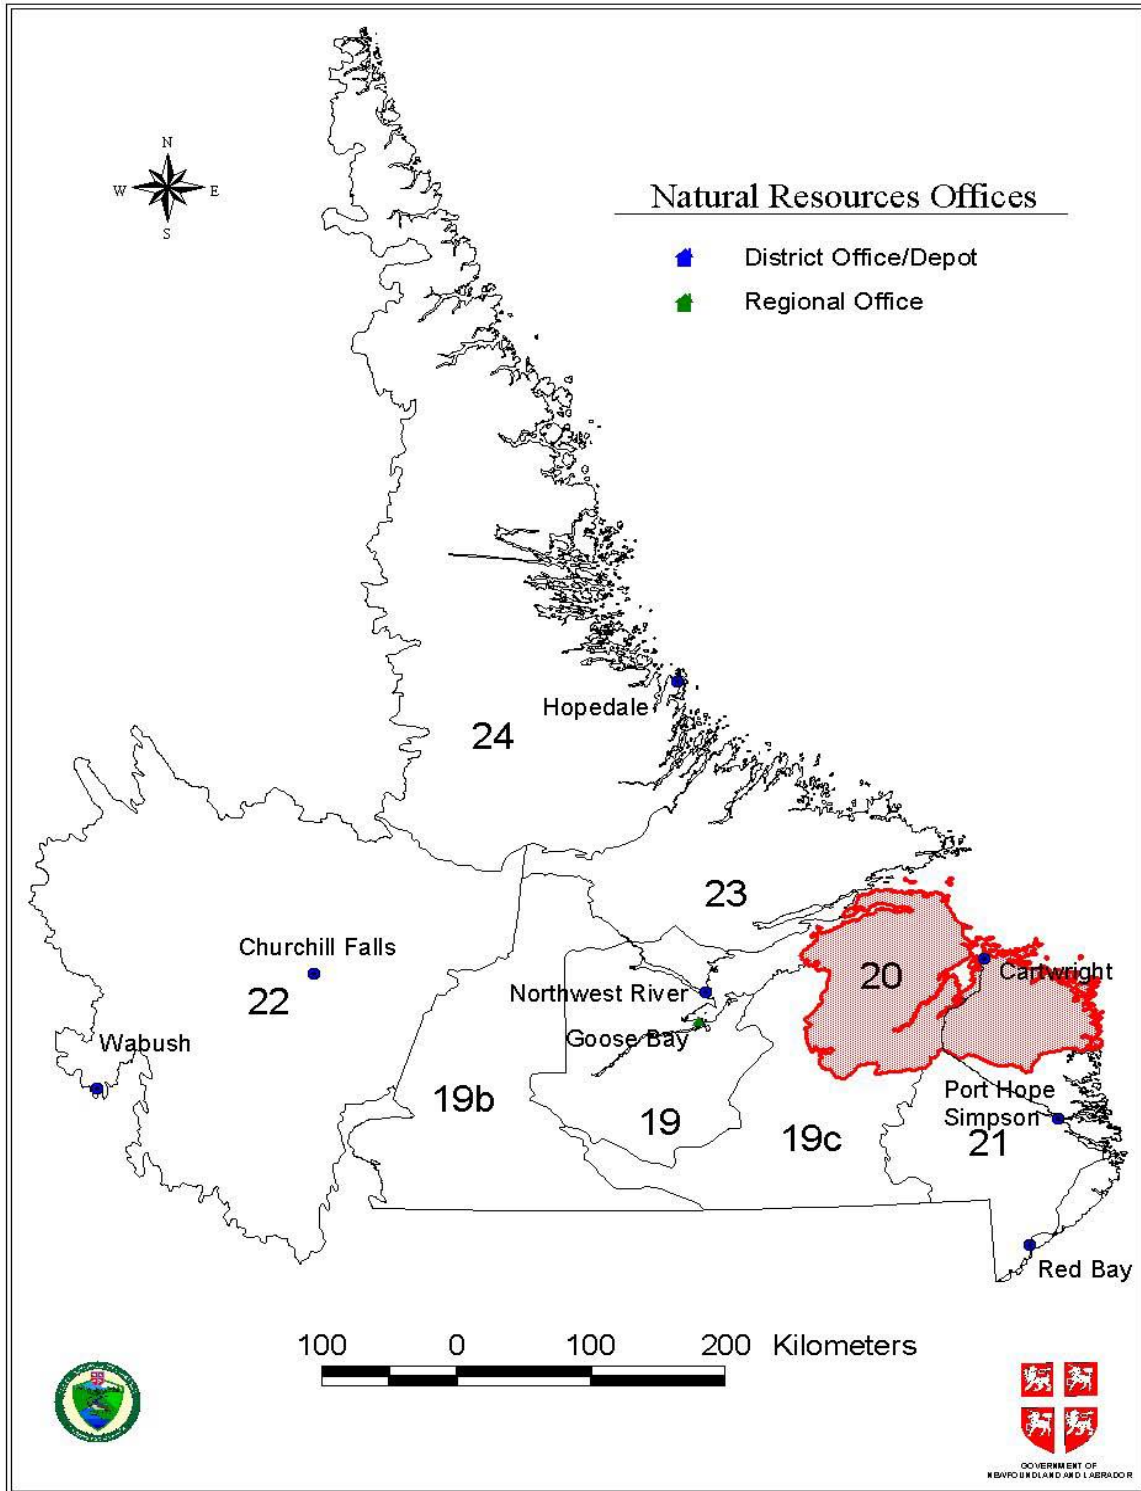 N
W E
S
Natural Resources Offices
District Office/Depot
Regional Office
Hopedale
24
23
Churchill Falls
22
20
Cartwright
Northwest River
Goose Bay
Wabush
19b
19
19c
Port Hope
Simpson
21
Red Bay
100 0 100 200 Kilometers
GOVERNMENT OF
NEWFOUNDLAND AND LABRADOR